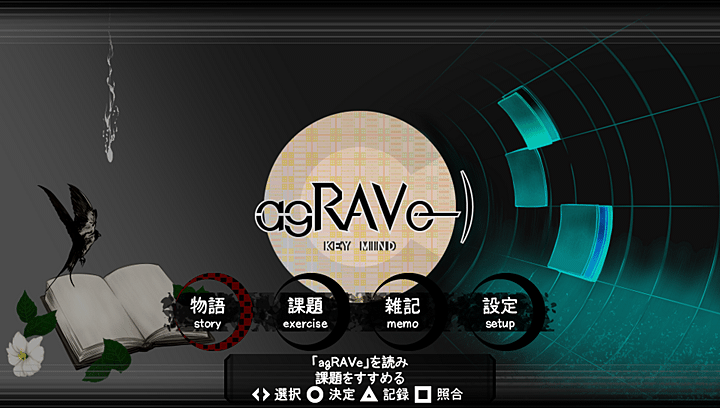 agRAVe
KEY MIND
物語 課題 雑記 設定
story exercise memo setup
「agRAVe」を読み
課題をすすめる
選択 決定 記録 照合